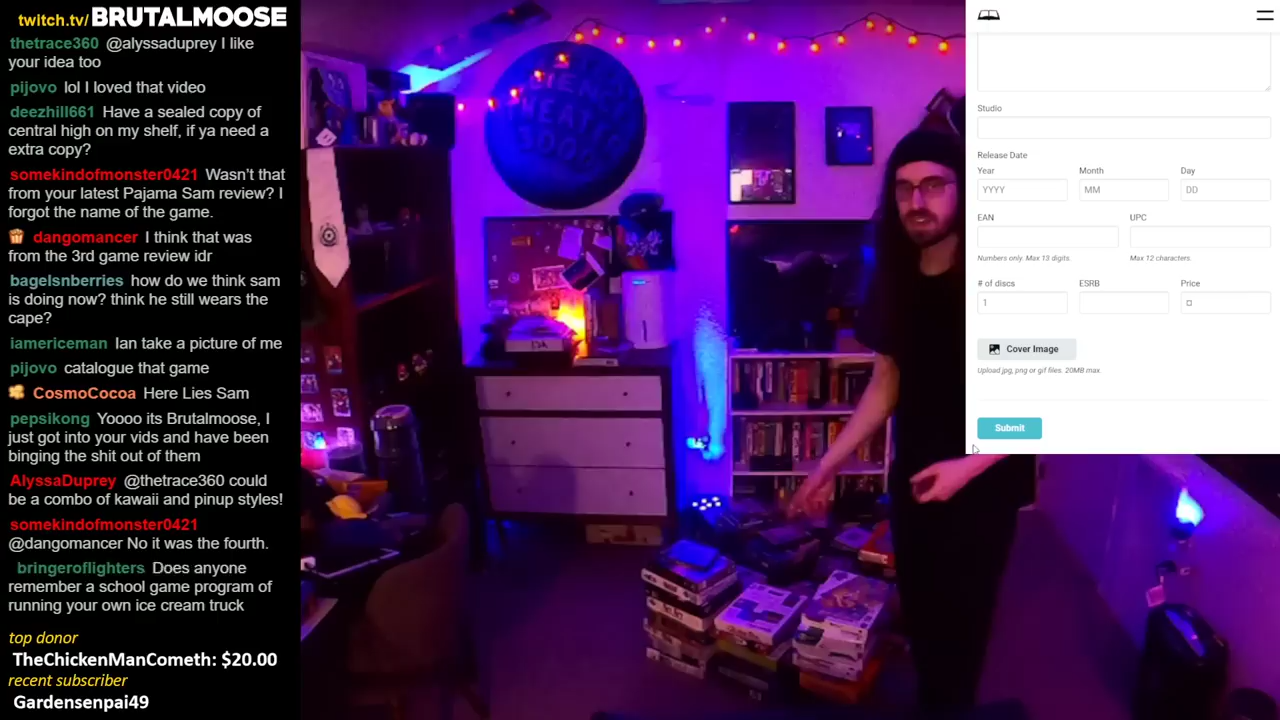 twitch.tv/BRUTALMOOSE
thetrace360 @alyssaduprey I like
your idea too
pijovo lol I loved that video
deezhill661 Have a sealed copy of
central high on my shelf, if ya need a
extra copy?
somekindofmonster0421 Wasn't that
from your latest Pajama Sam review? I
forgot the name of the game.
dangomancer I think that was
from the 3rd game review idr
bagelsnberries how do we think sam
is doing now? think he still wears the
cape?
iamericeman Ian take a picture of me
pijovo catalogue that game
CosmoCocoa Here Lies Sam
pepsikong Yoooo its Brutalmoose, I
just got into your vids and have been
binging the shit out of them
AlyssaDuprey @thetrace360 could
be a combo of kawaii and pinup styles!
somekindofmonster0421
@dangomancer No it was the fourth.
bringeroflighters Does anyone
remember a school game program of
running your own ice cream truck
top donor
TheChickenManCometh: $20.00
recent subscriber
Gardensenpai49
Studio
Release Date
Year Month Day
YYYY MM DD
EAN UPC
Numbers only. Max 13 digits. Max 12 characters.
# of discs ESRB Price
1
Cover Image
Upload jpg, png or gif files. 20MB max.
Submit